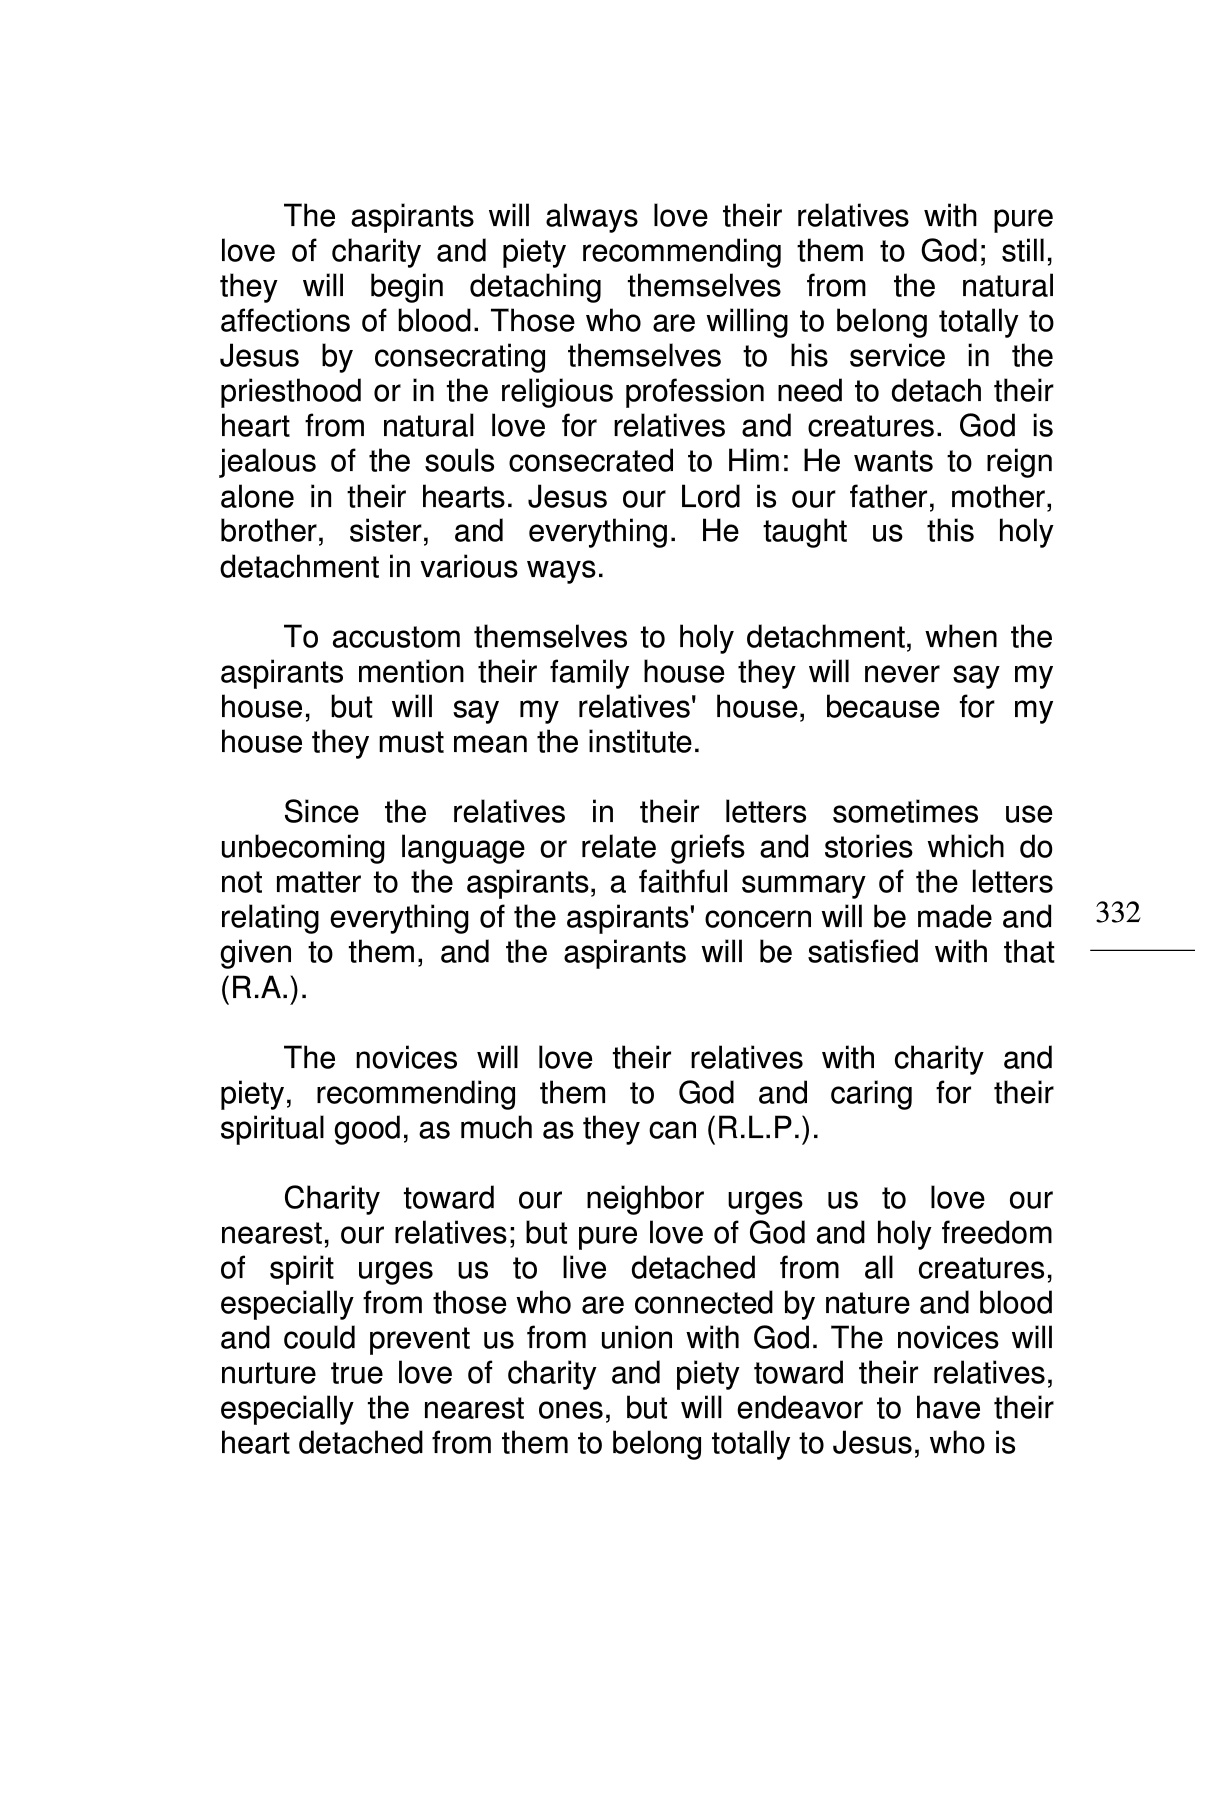 The aspirants will always love their relatives with pure
love of charity and piety recommending them to God; still,
they will begin detaching themselves from the natural
affections of blood. Those who are willing to belong totally to
Jesus by consecrating themselves to his service in the
priesthood or in the religious profession need to detach their
heart from natural love for relatives and creatures. God is
jealous of the souls consecrated to Him: He wants to reign
alone in their hearts. Jesus our Lord is our father, mother,
brother, sister, and everything. He taught us this holy
detachment in various ways.
To accustom themselves to holy detachment, when the
aspirants mention their family house they will never say my
house, but will say my relatives' house, because for my
house they must mean the institute.
Since the relatives in their letters sometimes use
unbecoming language or relate griefs and stories which do
not matter to the aspirants, a faithful summary of the letters
relating everything of the aspirants' concern will be made and
given to them, and the aspirants will be satisfied with that
(R.A.).
The novices will love their relatives with charity and
piety, recommending them to God and caring for their
spiritual good, as much as they can (R.L.P.).
Charity toward our neighbor urges us to love our
nearest, our relatives; but pure love of God and holy freedom
of spirit urges us to live detached from all creatures,
especially from those who are connected by nature and blood
and could prevent us from union with God. The novices will
nurture true love of charity and piety toward their relatives,
especially the nearest ones, but will endeavor to have their
heart detached from them to belong totally to Jesus, who is
332